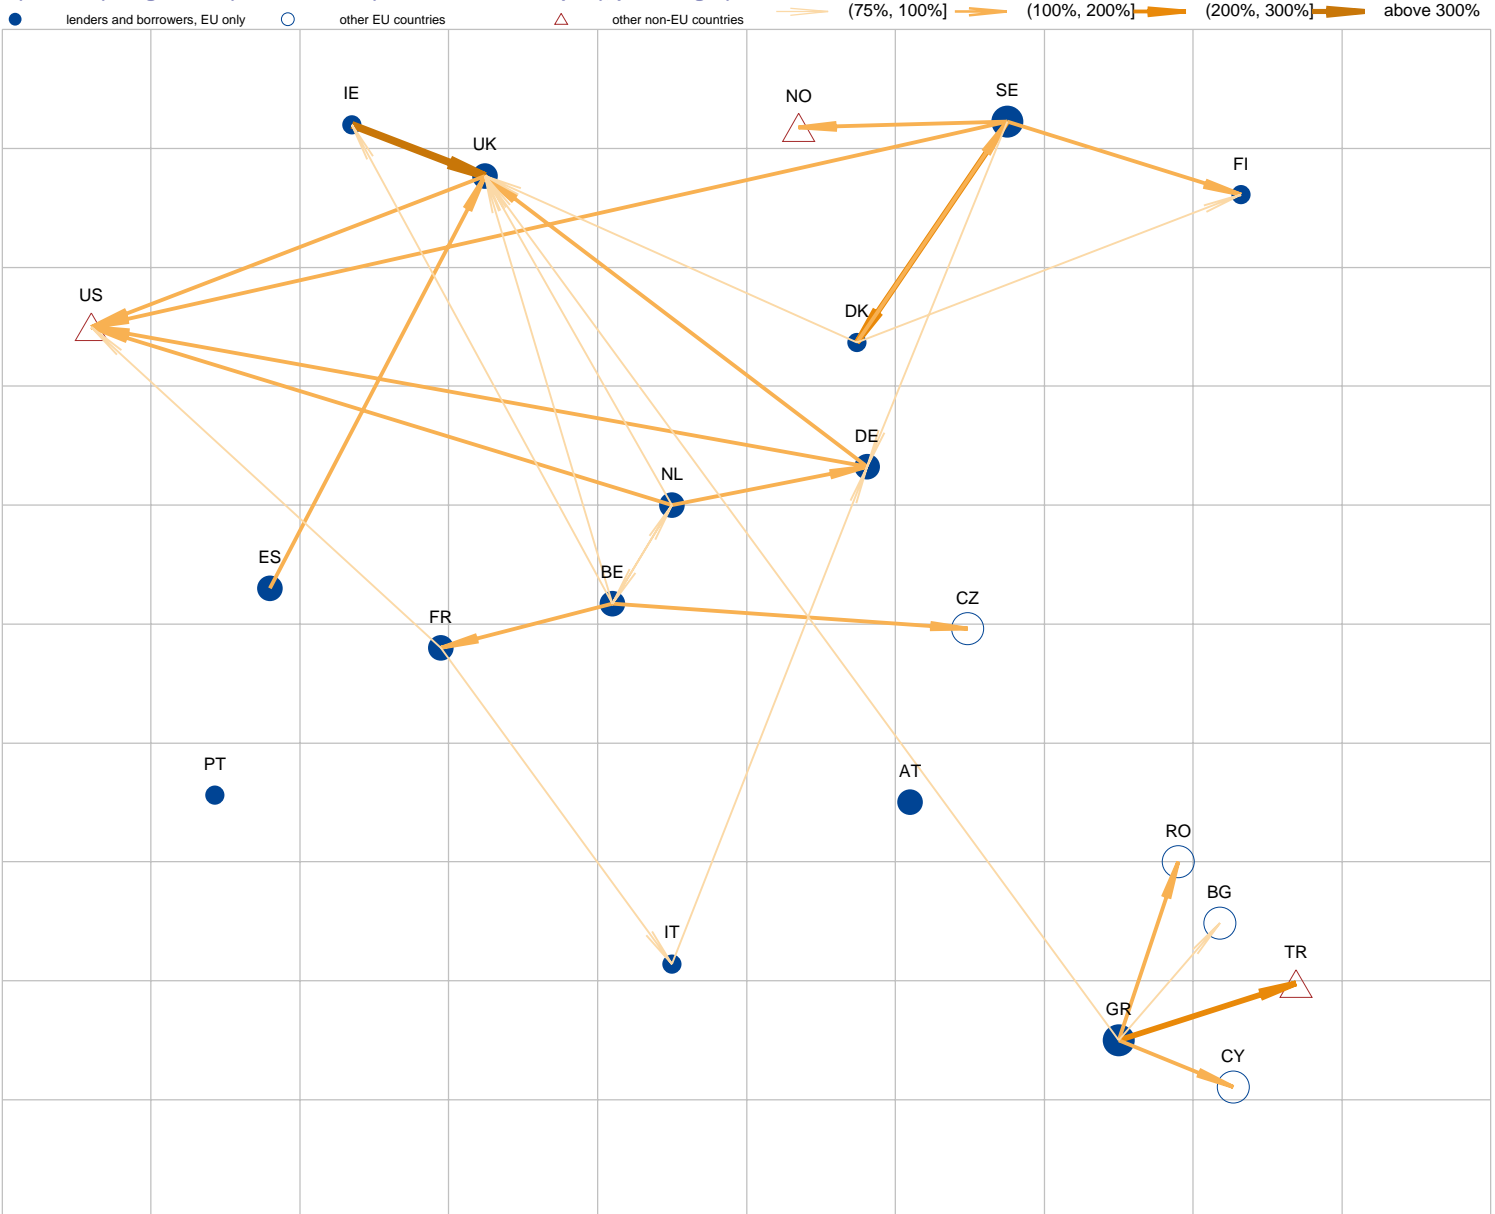 lenders and borrowers, EU only other EU countries other non-EU countries (75%, 100%] (100%, 200%] (200%, 300%] above 300%
IE
NO
SE
UK
FI
US
DK
DE
NL
ES
BE
CZ
FR
PT
AT
RO
BG
IT
TR
GR
CY